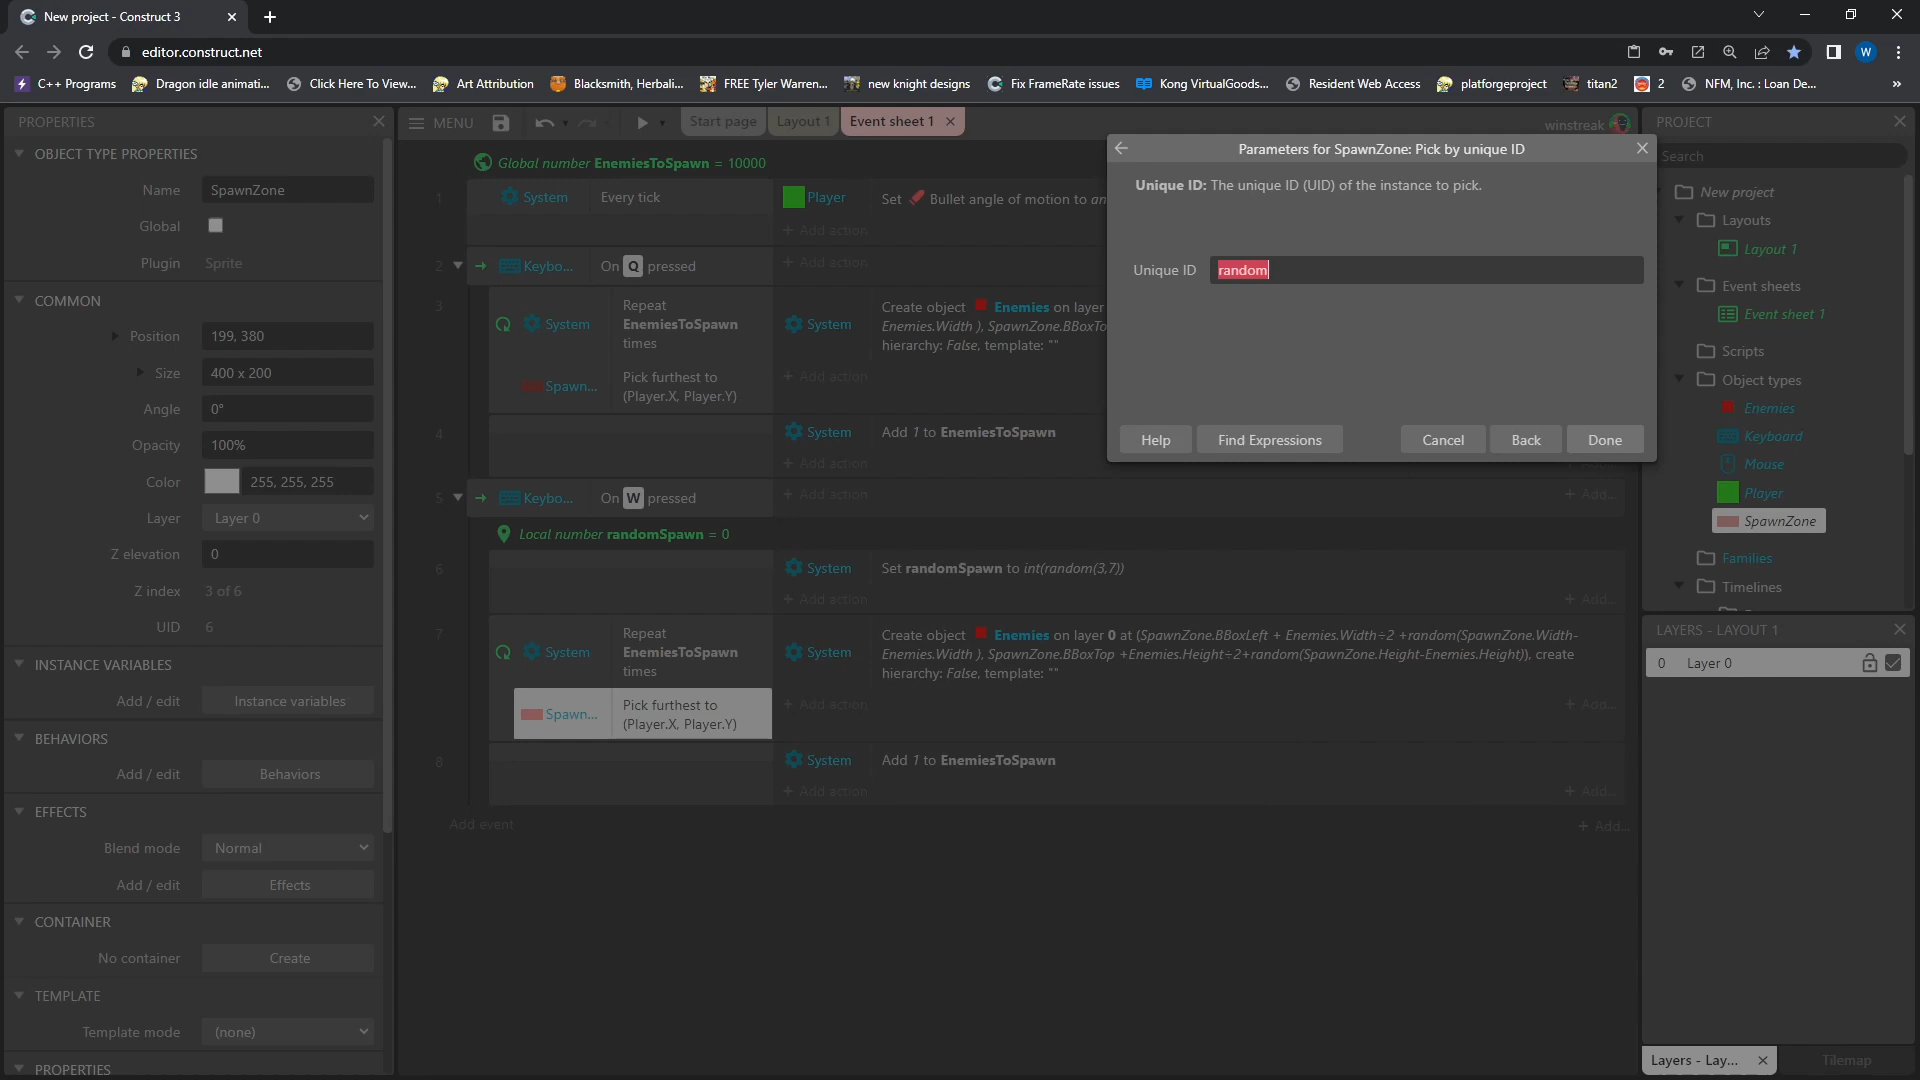 New project - Construct 3
editor.construct.net
W
C++ Programs
Dragon idle animati...
Click Here To View...
Art Attribution
Blacksmith, Herbali...
FREE Tyler Warren...
new knight designs
Fix FrameRate issues
Kong VirtualGoods...
Resident Web Access
platforgeproject
titan2
2
NFM, Inc. : Loan De...
»
PROPERTIES
OBJECT TYPE PROPERTIES
Name SpawnZone
Global
Plugin Sprite
COMMON
Position 199, 380
Size 400 x 200
Angle 0°
Opacity 100%
Color 255, 255, 255
Layer Layer 0
Z elevation 0
Z index 3 of 6
UID 6
INSTANCE VARIABLES
Add / edit Instance variables
BEHAVIORS
Add / edit Behaviors
EFFECTS
Blend mode Normal
Add / edit Effects
CONTAINER
No container Create
TEMPLATE
Template mode (none)
PROPERTIES
MENU
Start page
Layout 1
Event sheet 1
winstreak
Global number EnemiesToSpawn = 10000
1 System Every tick Player Set Bullet angle of motion to an
+ Add action
2 Keybo... On Q pressed + Add action
3 System Repeat
EnemiesToSpawn
times
System Create object Enemies on layer
Enemies.Width ), SpawnZone.BBoxTo
hierarchy: False, template: ""
Spawn... Pick furthest to
(Player.X, Player.Y)
+ Add action
4 System Add 1 to EnemiesToSpawn
+ Add action
5 Keybo... On W pressed + Add action + Add...
Local number randomSpawn = 0
6 System Set randomSpawn to int(random(3,7))
+ Add action + Add...
7 System Repeat
EnemiesToSpawn
times
System Create object Enemies on layer 0 at (SpawnZone.BBoxLeft + Enemies.Width÷2 +random(SpawnZone.Width-
Enemies.Width ), SpawnZone.BBoxTop +Enemies.Height÷2+random(SpawnZone.Height-Enemies.Height)), create
hierarchy: False, template: ""
Spawn... Pick furthest to
(Player.X, Player.Y)
+ Add action + Add...
8 System Add 1 to EnemiesToSpawn
+ Add action + Add...
Add event + Add...
Parameters for SpawnZone: Pick by unique ID
Unique ID: The unique ID (UID) of the instance to pick.
Unique ID random
Help Find Expressions Cancel Back Done
PROJECT
Search
New project
Layouts
Layout 1
Event sheets
Event sheet 1
Scripts
Object types
Enemies
Keyboard
Mouse
Player
SpawnZone
Families
Timelines
LAYERS - LAYOUT 1
0 Layer 0
Layers - Lay...
Tilemap